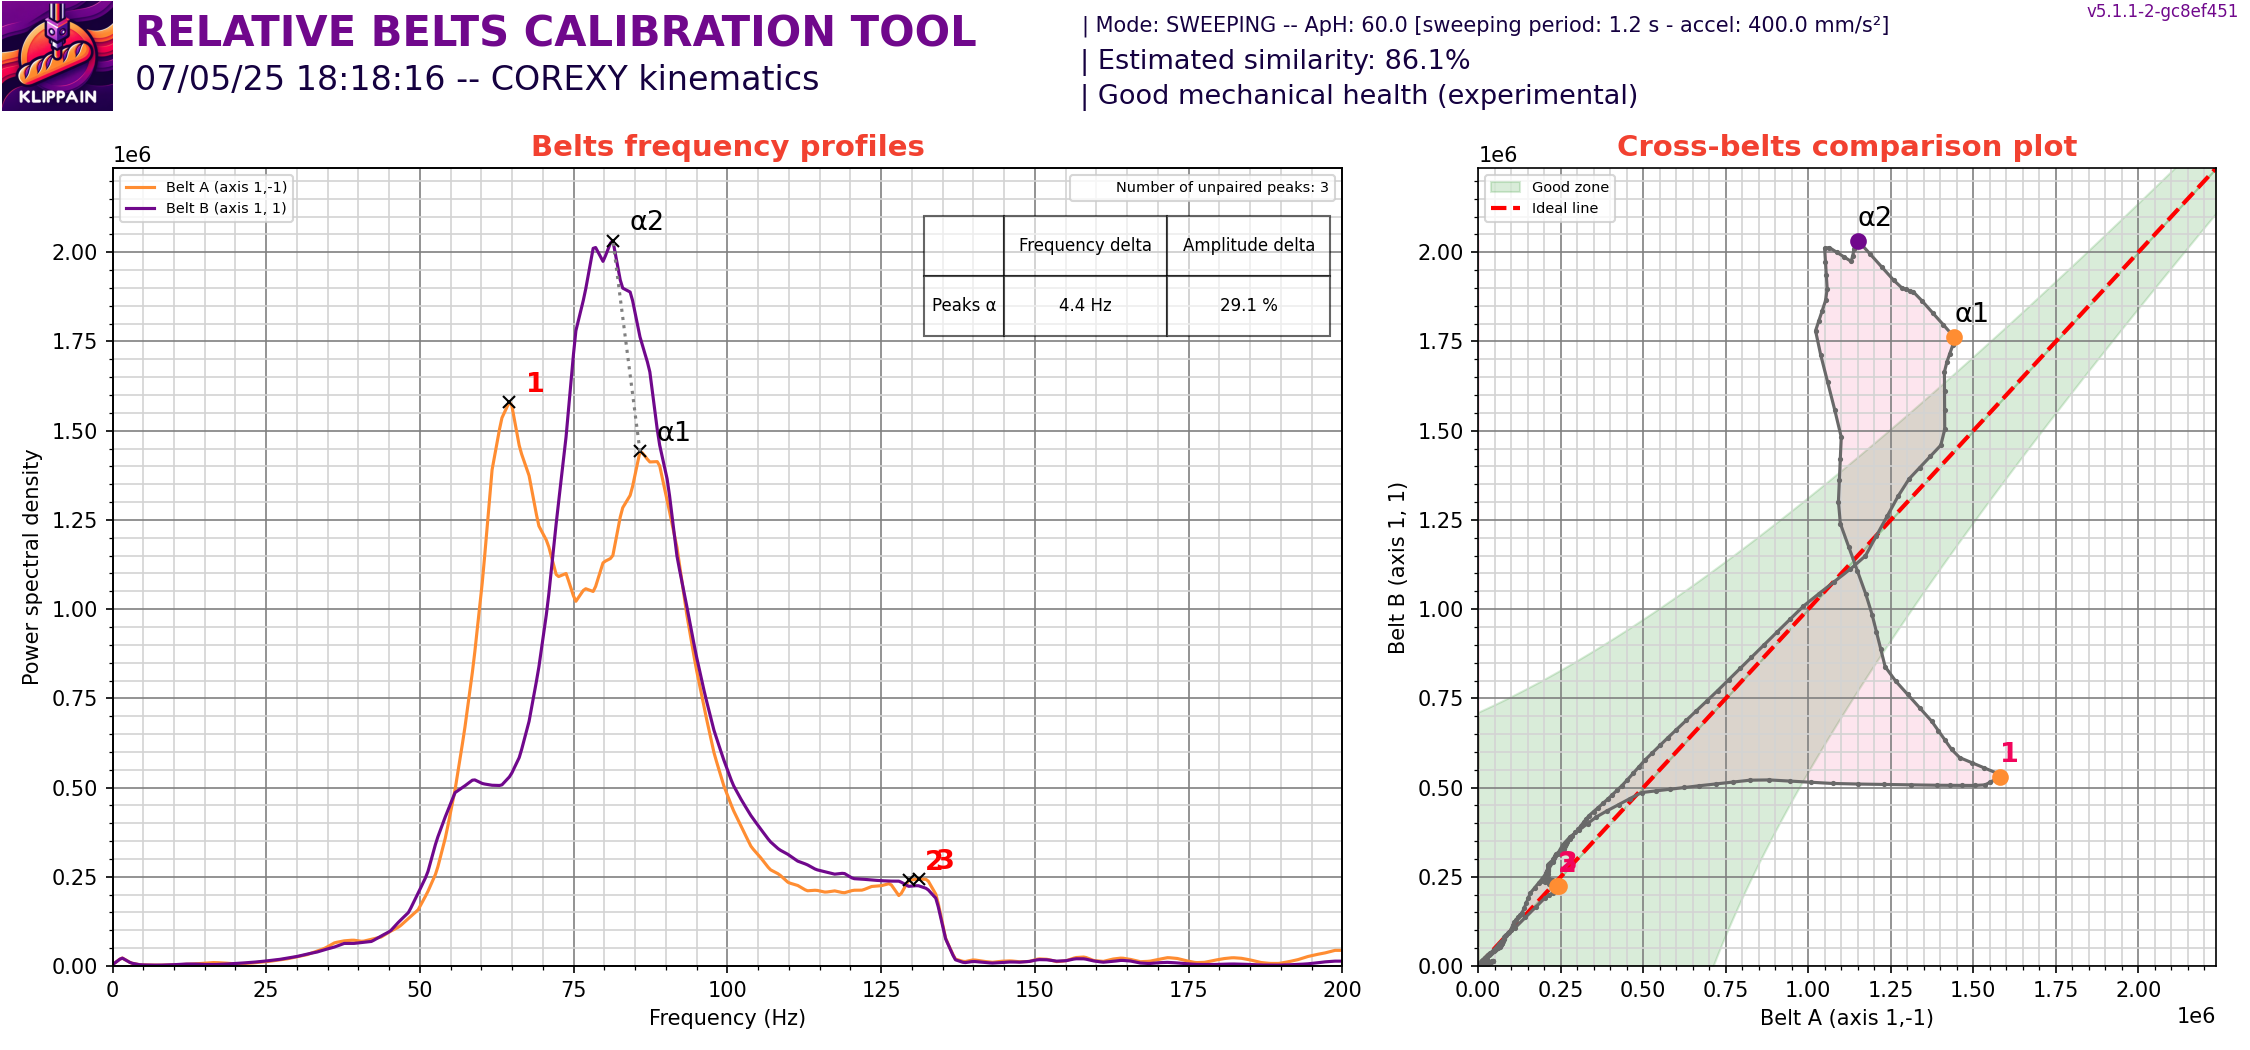 KLIPPAIN
RELATIVE BELTS CALIBRATION TOOL
07/05/25 18:18:16 -- COREXY kinematics
| Mode: SWEEPING -- ApH: 60.0 [sweeping period: 1.2 s - accel: 400.0 mm/s²]
| Estimated similarity: 86.1%
| Good mechanical health (experimental)
v5.1.1-2-gc8ef451
Belts frequency profiles
1e6
Belt A (axis 1,-1)
Belt B (axis 1, 1)
Number of unpaired peaks: 3
Frequency delta Amplitude delta
Peaks α 4.4 Hz 29.1 %
α2
1
α1
2
3
2.00
1.75
1.50
1.25
1.00
0.75
0.50
0.25
0.00
Power spectral density
0 25 50 75 100 125 150 175 200
Frequency (Hz)
Cross-belts comparison plot
1e6
Good zone
Ideal line
α2
α1
1
3
2.00
1.75
1.50
1.25
1.00
0.75
0.50
0.25
0.00
Belt B (axis 1, 1)
0.00 0.25 0.50 0.75 1.00 1.25 1.50 1.75 2.00
Belt A (axis 1,-1)
1e6